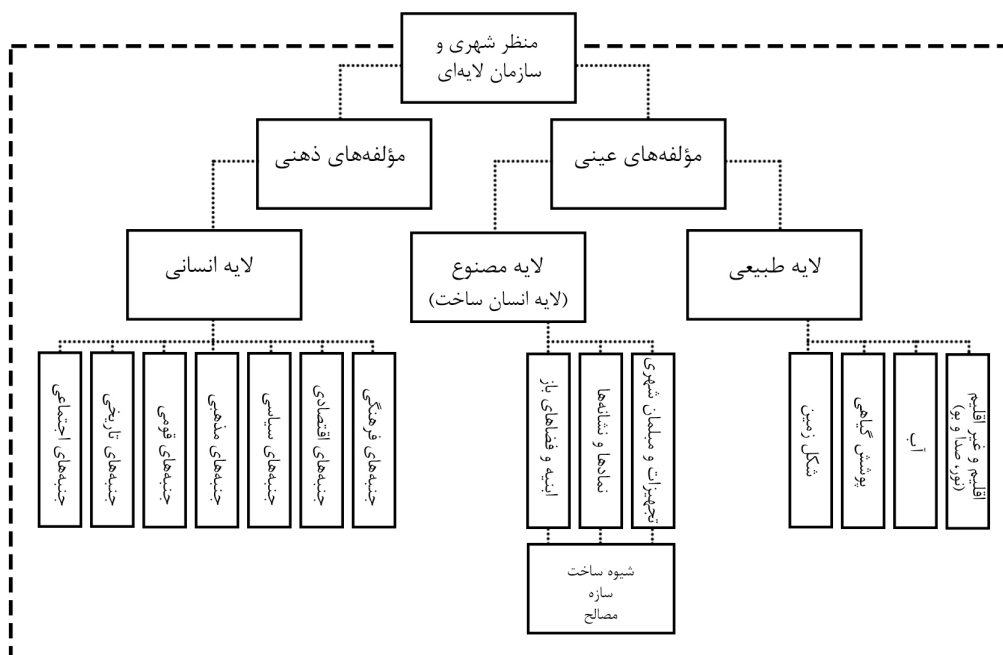 منظر شهری و
سازمان لایه‌ای
مؤلفه‌های عینی
مؤلفه‌های ذهنی
لایه طبیعی
لایه مصنوع
(لایه انسان ساخت)
لایه انسانی
اقلیم و غیر اقلیم
(نور، صدا و بو)
آب
پوشش گیاهی
شکل زمین
تجهیزات و مبلمان شهری
نمادها و نشانه‌ها
ابنیه و فضاهای باز
جنبه‌های فرهنگی
جنبه‌های اقتصادی
جنبه‌های سیاسی
جنبه‌های مذهبی
جنبه‌های قومی
جنبه‌های تاریخی
جنبه‌های اجتماعی
شیوه ساخت
سازه
مصالح